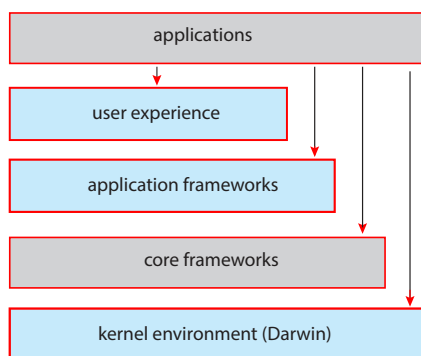 applications
user experience
application frameworks
core frameworks
kernel environment (Darwin)